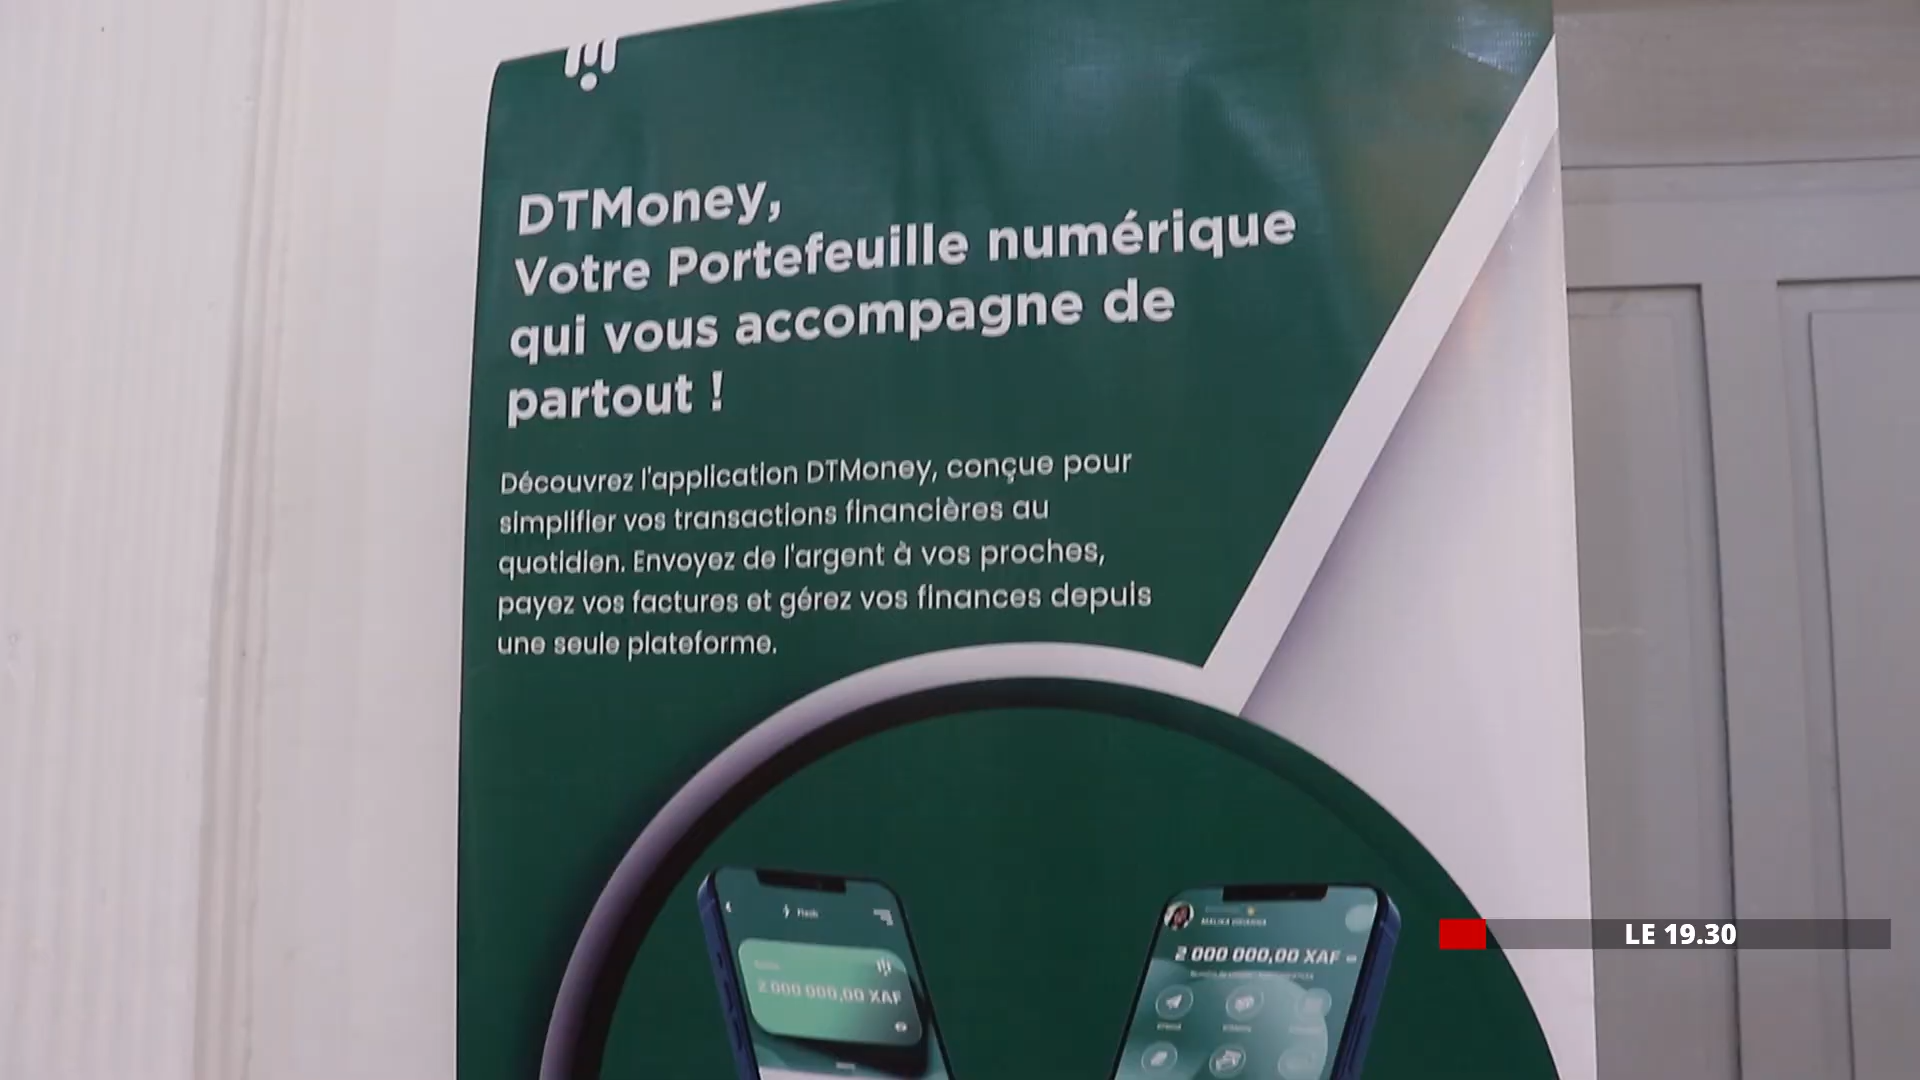 DTMoney,
Votre Portefeuille numérique
qui vous accompagne de
partout !
Découvrez l'application DTMoney, conçue pour
simplifier vos transactions financières au
quotidien. Envoyez de l'argent à vos proches,
payez vos factures et gérez vos finances depuis
une seule plateforme.
Flash
2 000 000,00 XAF
2 000 000,00 XAF
LE 19.30